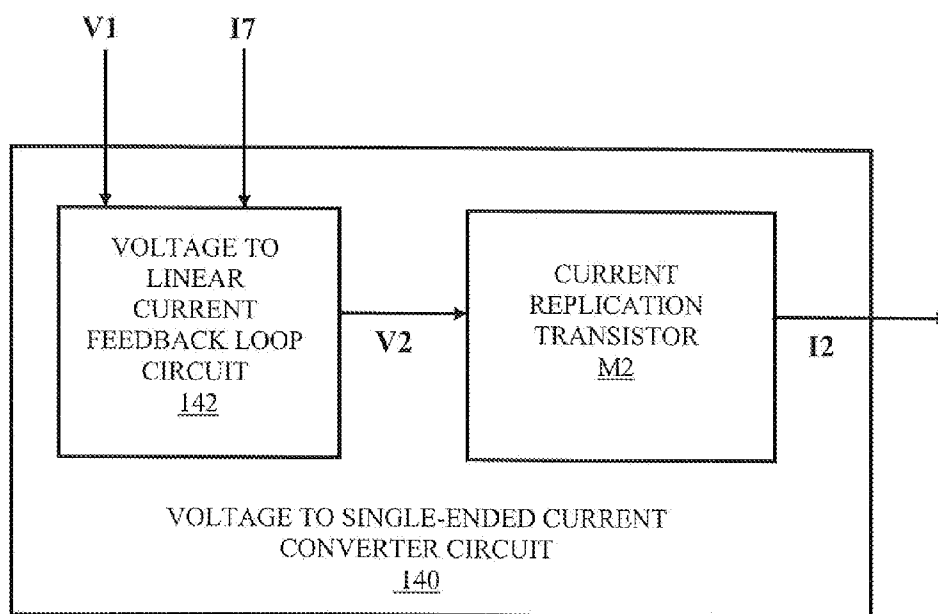 V1 I7
VOLTAGE TO
LINEAR
CURRENT
FEEDBACK LOOP
CIRCUIT
142
V2
CURRENT
REPLICATION
TRANSISTOR
M2
I2
VOLTAGE TO SINGLE-ENDED CURRENT
CONVERTER CIRCUIT
140